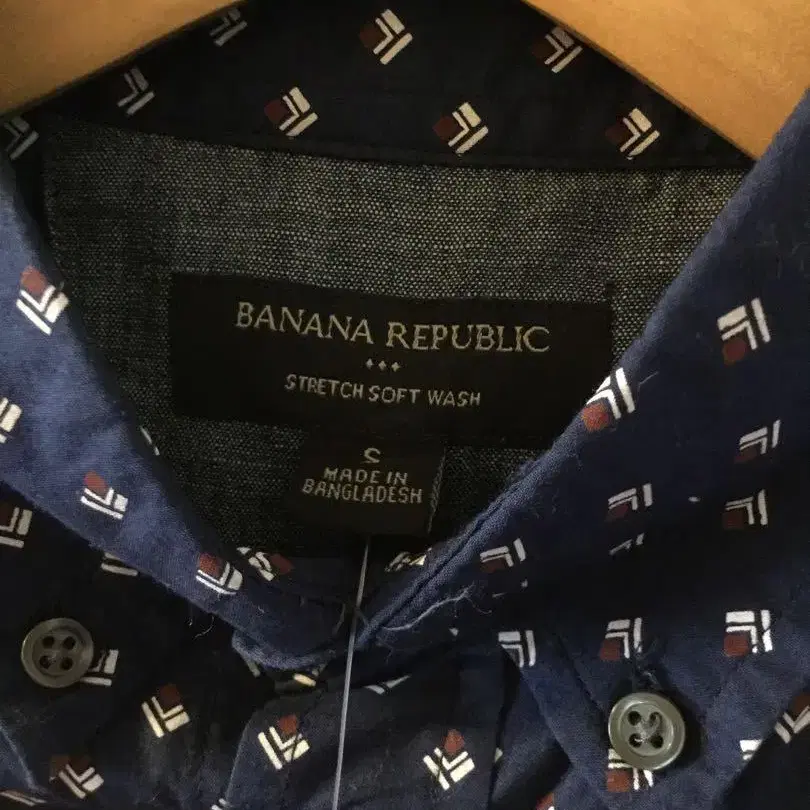 BANANA REPUBLIC
STRETCH SOFT WASH
S
MADE IN
BANGLADESH